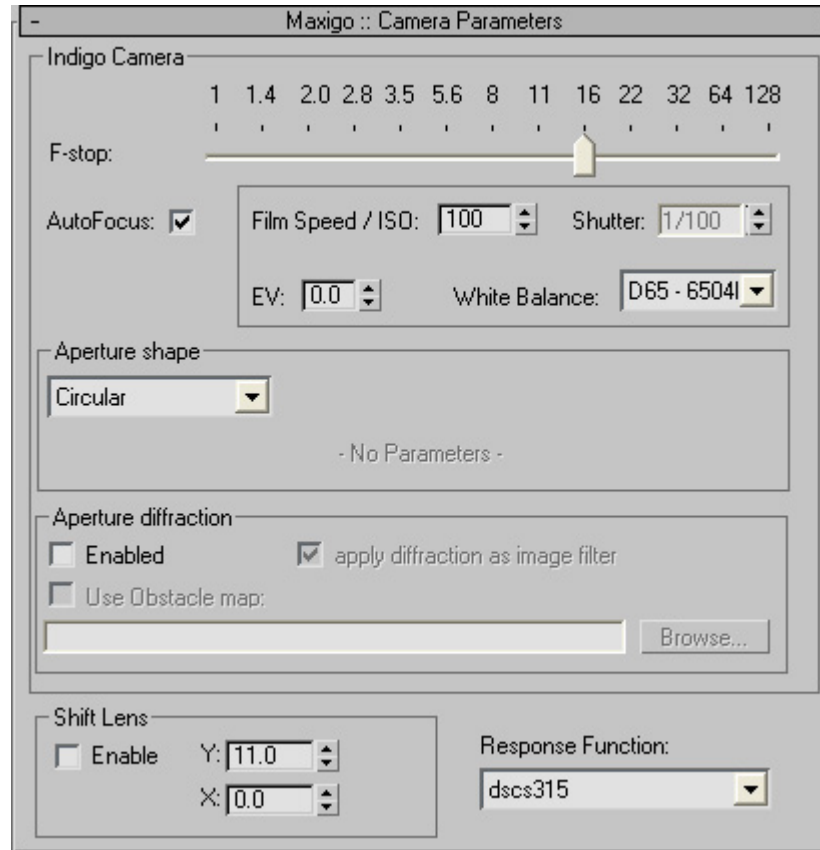 - Maxigo :: Camera Parameters
Indigo Camera
1 1.4 2.0 2.8 3.5 5.6 8 11 16 22 32 64 128
F-stop:
AutoFocus:
Film Speed / ISO: 100 Shutter: 1/100
EV: 0.0 White Balance: D65 - 6504
Aperture shape
Circular
- No Parameters -
Aperture diffraction
Enabled apply diffraction as image filter
Use Obstacle map:
Browse...
Shift Lens
Enable Y: 11.0
X: 0.0
Response Function:
dscs315